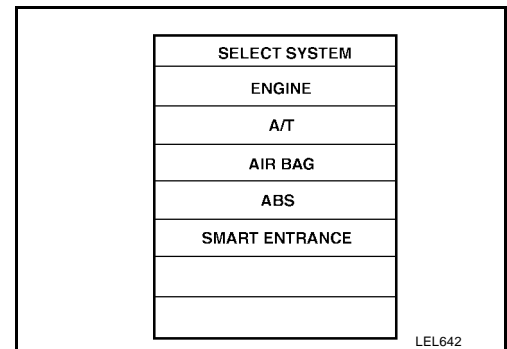 SELECT SYSTEM
ENGINE
A/T
AIR BAG
ABS
SMART ENTRANCE
LEL642